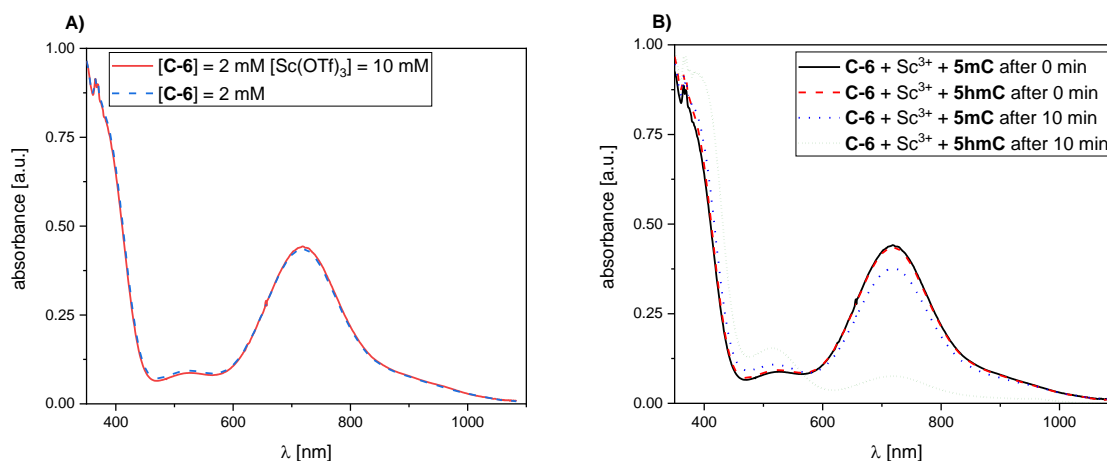 A)
[C-6] = 2 mM [Sc(OTf)₃] = 10 mM
[C-6] = 2 mM
1.00
0.75
0.50
0.25
0.00
absorbance [a.u.]
400 600 800 1000
λ [nm]
B)
C-6 + Sc³⁺ + 5mC after 0 min
C-6 + Sc³⁺ + 5hmC after 0 min
C-6 + Sc³⁺ + 5mC after 10 min
C-6 + Sc³⁺ + 5hmC after 10 min
1.00
0.75
0.50
0.25
0.00
absorbance [a.u.]
400 600 800 1000
λ [nm]